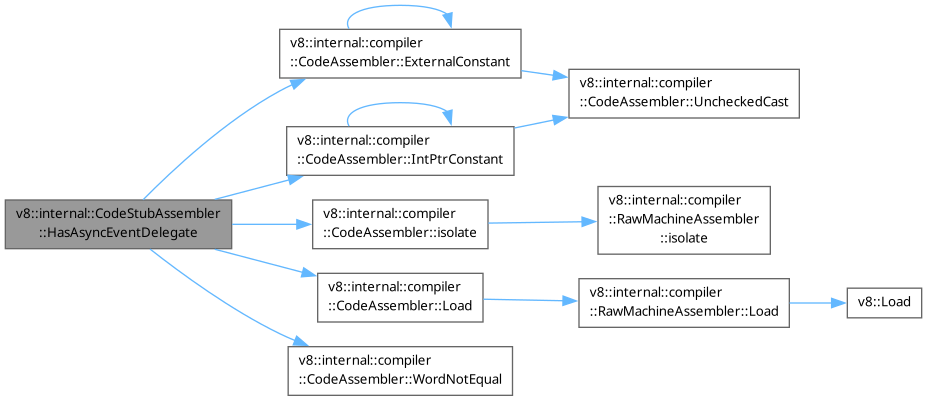 v8::internal::compiler
::CodeAssembler::ExternalConstant
v8::internal::compiler
::CodeAssembler::UncheckedCast
v8::internal::compiler
::CodeAssembler::IntPtrConstant
v8::internal::CodeStubAssembler
::HasAsyncEventDelegate
v8::internal::compiler
::CodeAssembler::isolate
v8::internal::compiler
::RawMachineAssembler
::isolate
v8::internal::compiler
::CodeAssembler::Load
v8::internal::compiler
::RawMachineAssembler::Load
v8::Load
v8::internal::compiler
::CodeAssembler::WordNotEqual